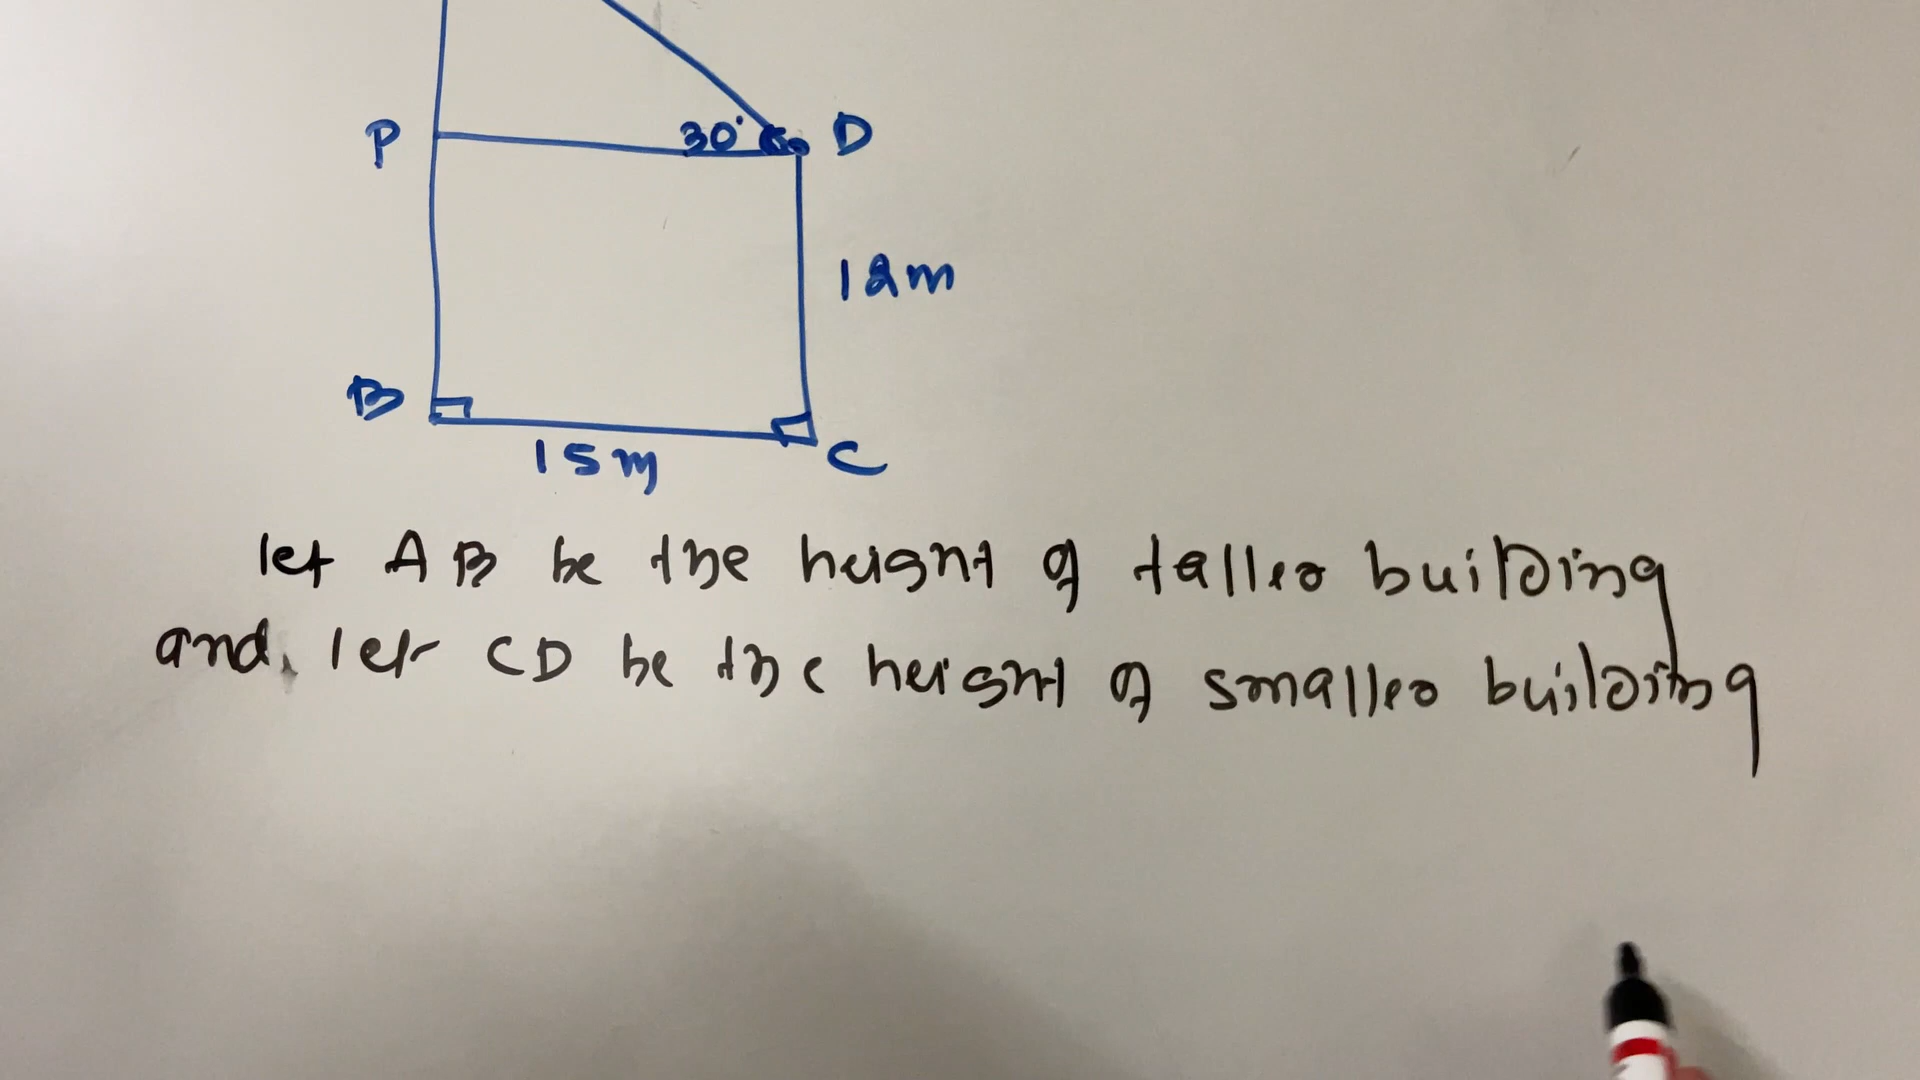 P 30° D
12m
B
15m C
let AB be the height of taller building
and, let CD be the height of smaller building